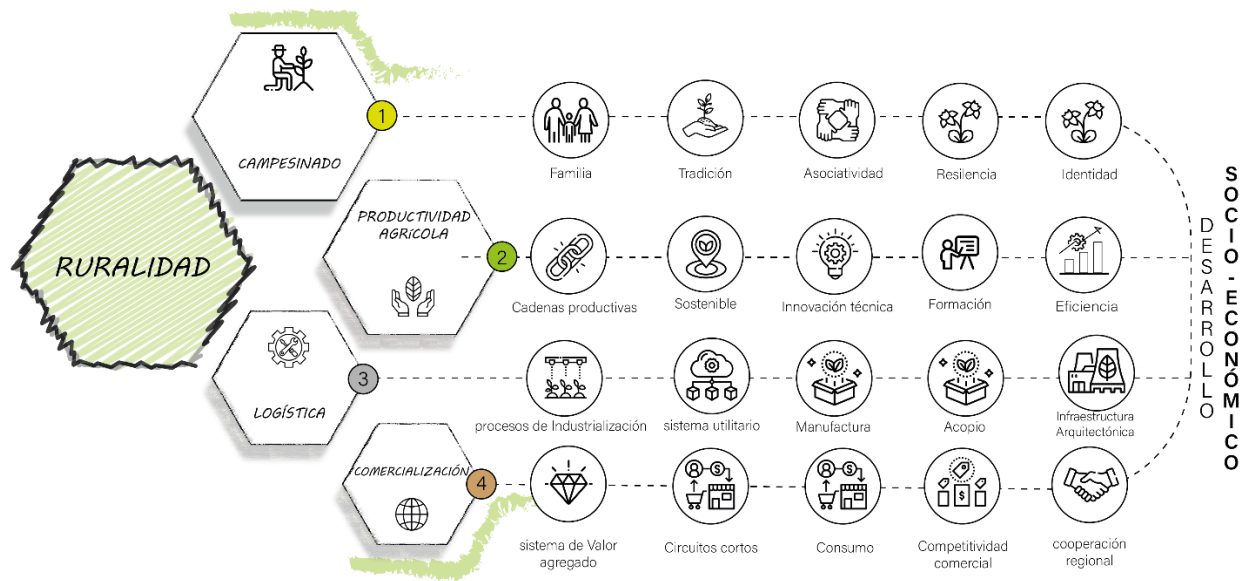 RURALIDAD
1
CAMPESINADO
Familia
Tradición
Asociatividad
Resilencia
Identidad
PRODUCTIVIDAD
AGRíCOLA
2
Cadenas productivas
Sostenible
Innovación técnica
Formación
Eficiencia
3
LOGÍSTICA
procesos de Industrialización
sistema utilitario
Manufactura
Acopio
Infraestructura
Arquitectónica
COMERCIALIZACIÓN
4
sistema de Valor
agregado
Circuitos cortos
Consumo
Competitividad
comercial
cooperación
regional
DESARROLLO
SOCIO-ECONÓMICO